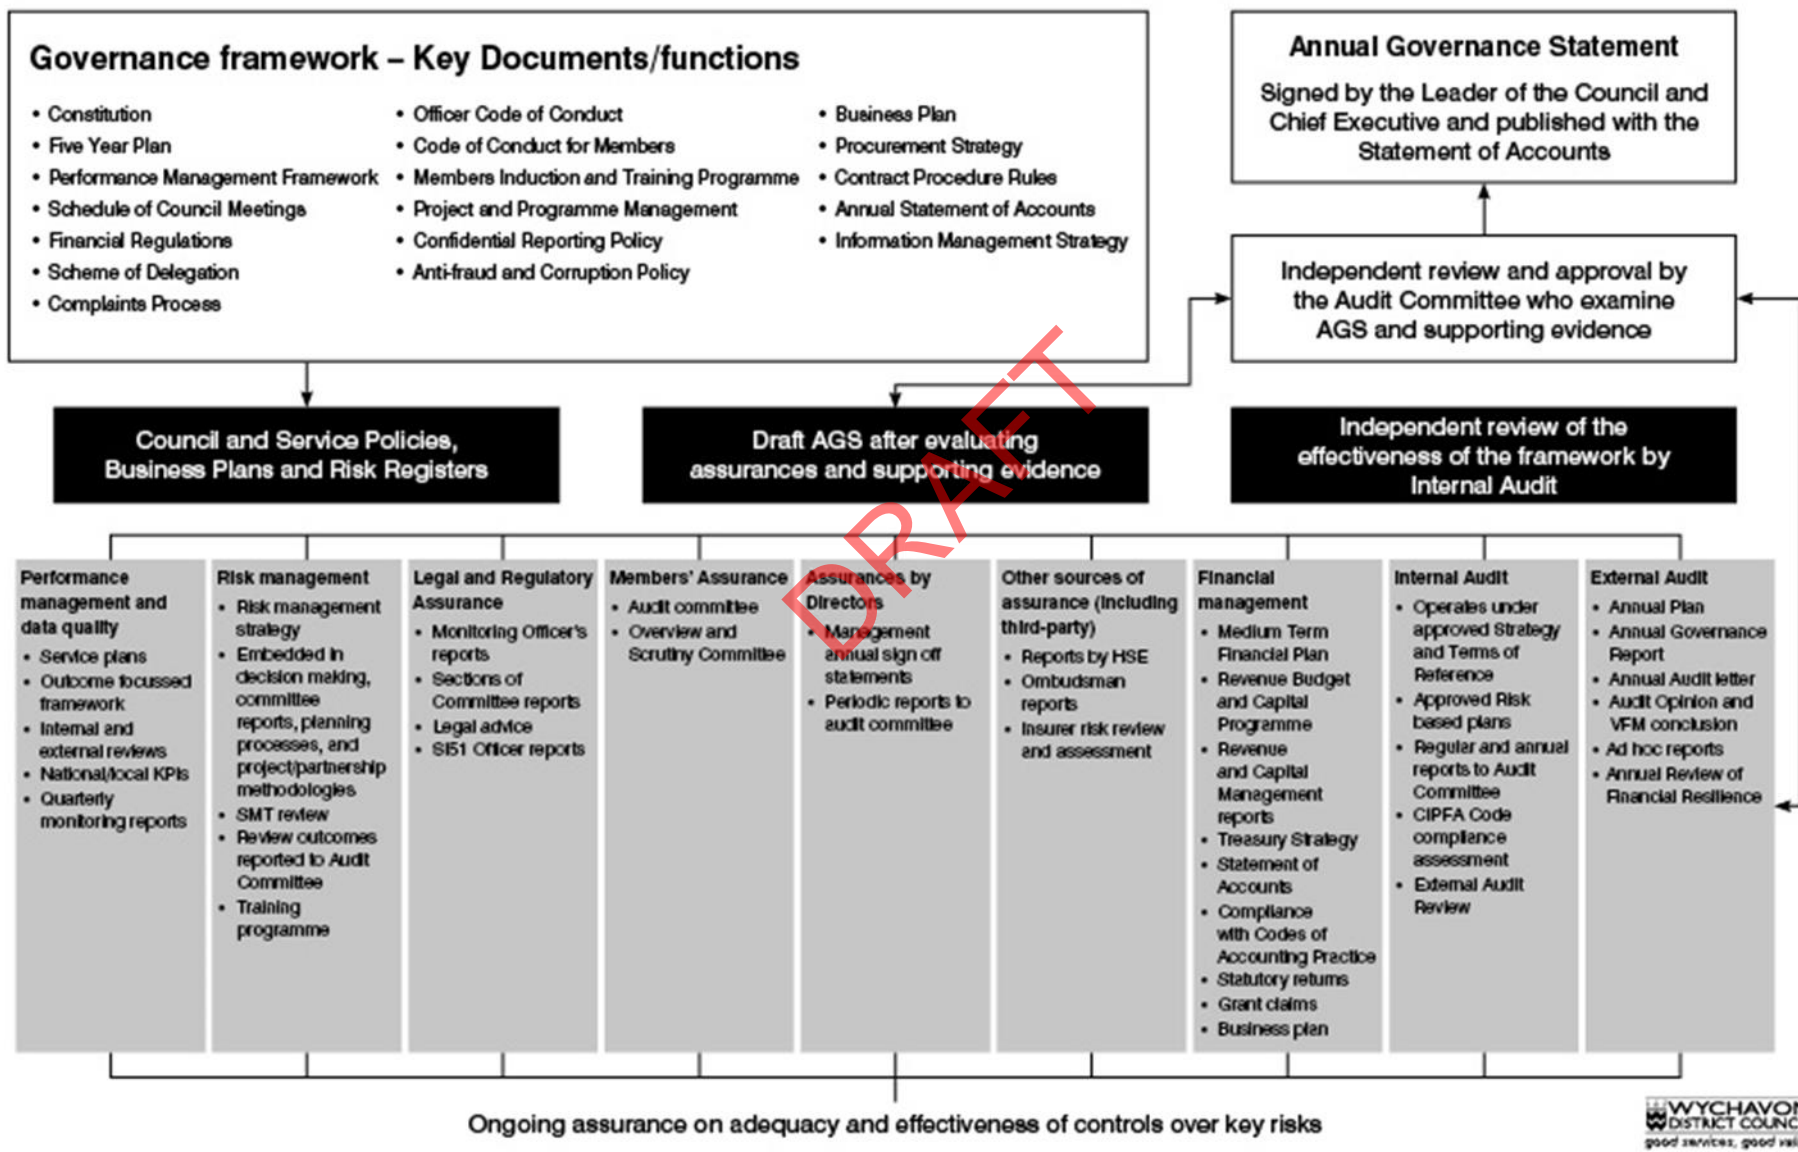 Governance framework – Key Documents/functions
• Constitution
• Five Year Plan
• Performance Management Framework
• Schedule of Council Meetings
• Financial Regulations
• Scheme of Delegation
• Complaints Process
• Officer Code of Conduct
• Code of Conduct for Members
• Members Induction and Training Programme
• Project and Programme Management
• Confidential Reporting Policy
• Anti-fraud and Corruption Policy
• Business Plan
• Procurement Strategy
• Contract Procedure Rules
• Annual Statement of Accounts
• Information Management Strategy
Annual Governance Statement
Signed by the Leader of the Council and
Chief Executive and published with the
Statement of Accounts
Independent review and approval by
the Audit Committee who examine
AGS and supporting evidence
Council and Service Policies,
Business Plans and Risk Registers
Draft AGS after evaluating
assurances and supporting evidence
Independent review of the
effectiveness of the framework by
Internal Audit
DRAFT
Performance
management and
data quality
• Service plans
• Outcome focussed
framework
• Internal and
external reviews
• National/local KPIs
• Quarterly
monitoring reports
Risk management
• Risk management
strategy
• Embedded in
decision making,
committee
reports, planning
processes, and
project/partnership
methodologies
• SMT review
• Review outcomes
reported to Audit
Committee
• Training
programme
Legal and Regulatory
Assurance
• Monitoring Officer's
reports
• Sections of
Committee reports
• Legal advice
• S151 Officer reports
Members' Assurance
• Audit committee
• Overview and
Scrutiny Committee
Assurances by
Directors
• Management
annual sign off
statements
• Periodic reports to
audit committee
Other sources of
assurance (including
third-party)
• Reports by HSE
• Ombudsman
reports
• Insurer risk review
and assessment
Financial
management
• Medium Term
Financial Plan
• Revenue Budget
and Capital
Programme
• Revenue
and Capital
Management
reports
• Treasury Strategy
• Statement of
Accounts
• Compliance
with Codes of
Accounting Practice
• Statutory returns
• Grant claims
• Business plan
Internal Audit
• Operates under
approved Strategy
and Terms of
Reference
• Approved Risk
based plans
• Regular and annual
reports to Audit
Committee
• CIPFA Code
compliance
assessment
• External Audit
Review
External Audit
• Annual Plan
• Annual Governance
Report
• Annual Audit letter
• Audit Opinion and
VFM conclusion
• Ad hoc reports
• Annual Review of
Financial Resilience
Ongoing assurance on adequacy and effectiveness of controls over key risks
WYCHAVON
DISTRICT COUNC
good services, good val